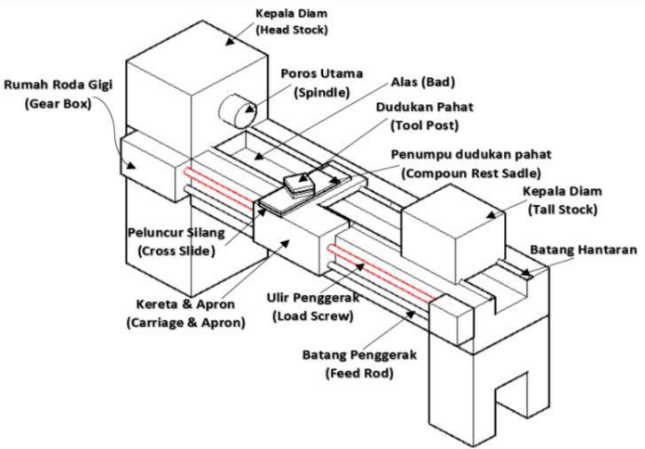 Kepala Diam
(Head Stock)
Rumah Roda Gigi
(Gear Box)
Poros Utama
(Spindle)
Alas (Bad)
Dudukan Pahat
(Tool Post)
Penumpu dudukan pahat
(Compoun Rest Sadle)
Kepala Diam
(Tall Stock)
Batang Hantaran
Peluncur Silang
(Cross Slide)
Kereta & Apron
(Carriage & Apron)
Ulir Penggerak
(Load Screw)
Batang Penggerak
(Feed Rod)